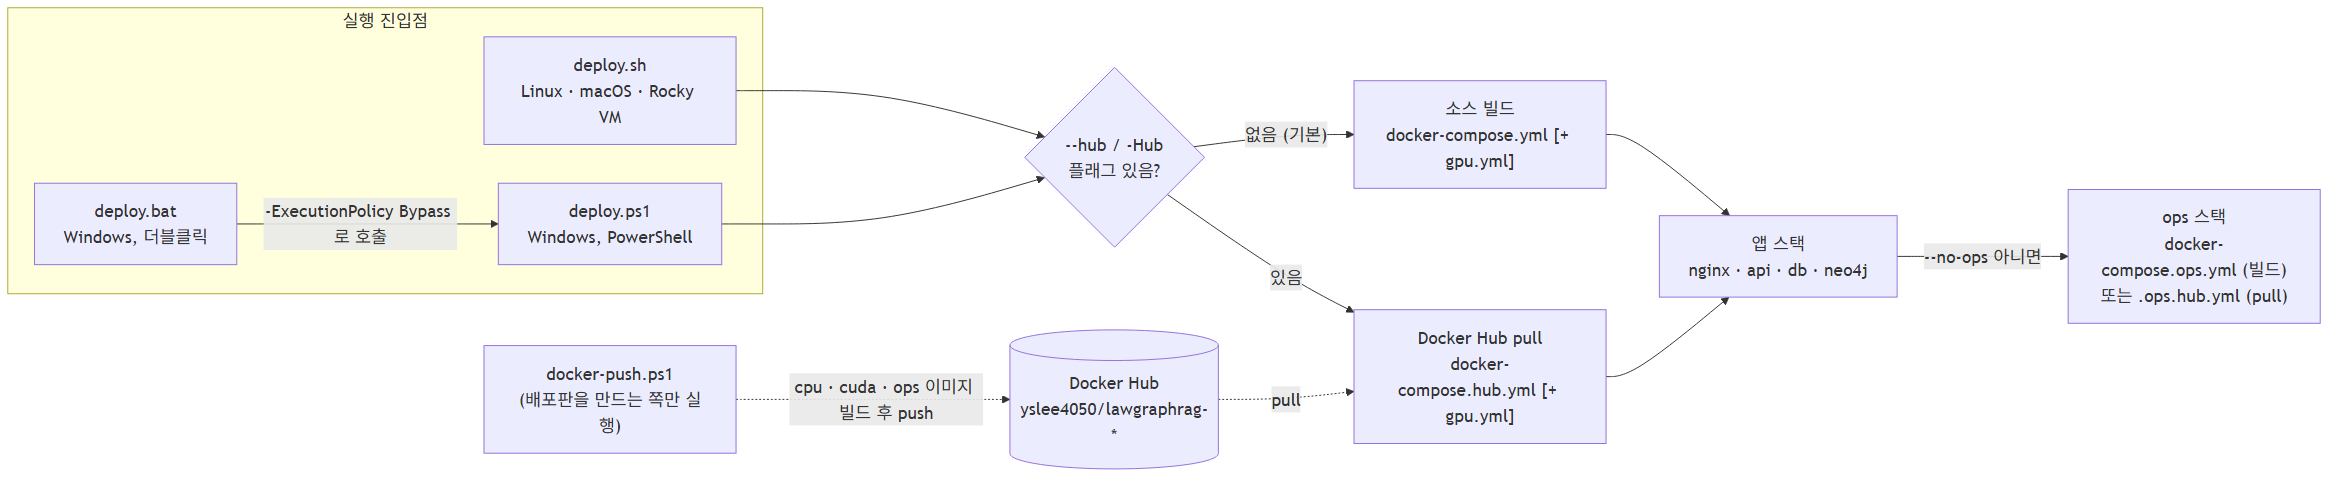 실행 진입점
deploy.sh
Linux · macOS · Rocky
VM
deploy.bat
Windows, 더블클릭
-ExecutionPolicy Bypass
로 호출
deploy.ps1
Windows, PowerShell
--hub / -Hub
플래그 있음?
없음 (기본)
있음
소스 빌드
docker-compose.yml [+
gpu.yml]
docker-push.ps1
(배포판을 만드는 쪽만 실
행)
cpu · cuda · ops 이미지
빌드 후 push
Docker Hub
yslee4050/lawgraphrag-
*
pull
Docker Hub pull
docker-
compose.hub.yml [+
gpu.yml]
앱 스택
nginx · api · db · neo4j
--no-ops 아니면
ops 스택
docker-
compose.ops.yml (빌드)
또는 .ops.hub.yml (pull)